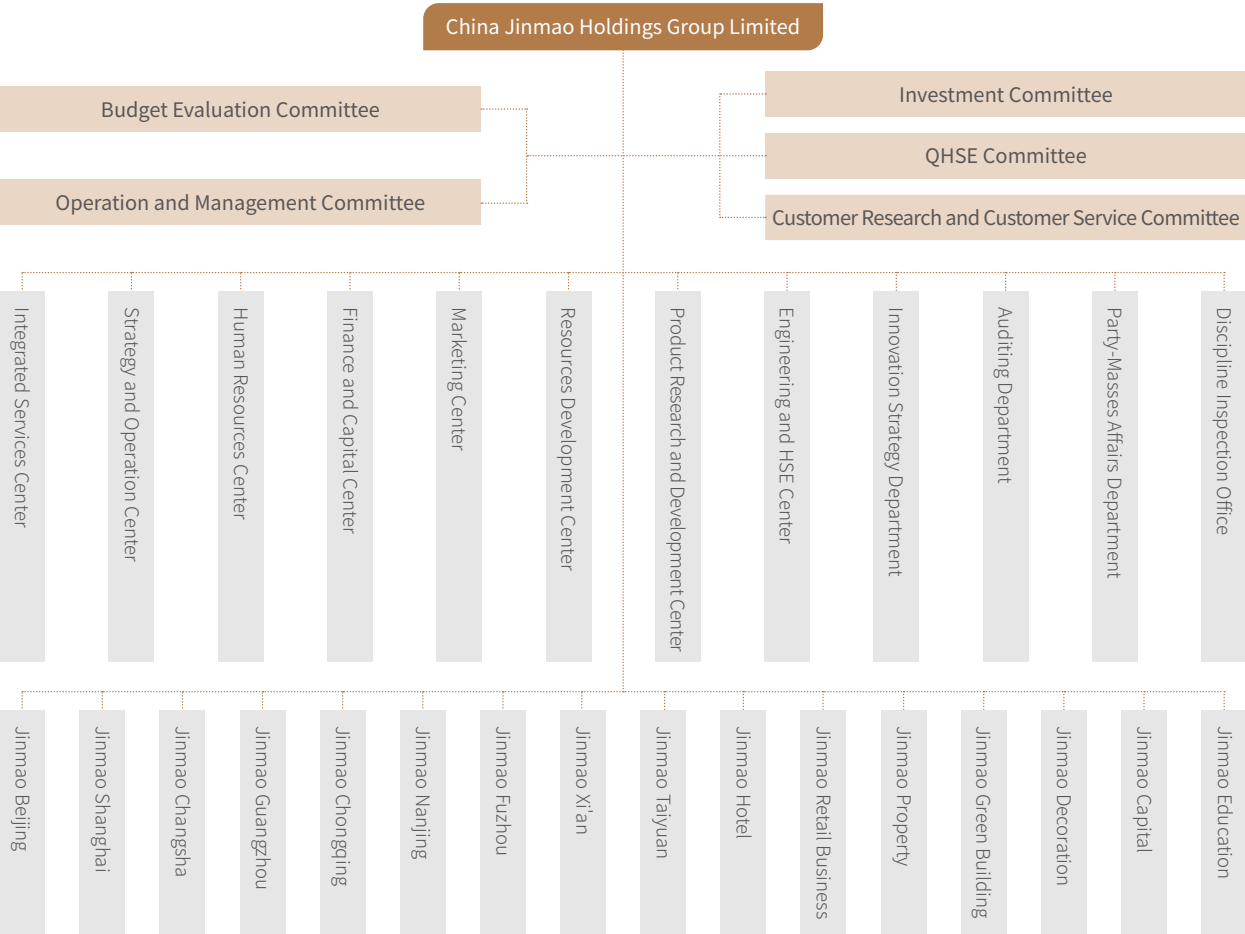 China Jinmao Holdings Group Limited
Budget Evaluation Committee
Operation and Management Committee
Investment Committee
QHSE Committee
Customer Research and Customer Service Committee
Integrated Services Center
Strategy and Operation Center
Human Resources Center
Finance and Capital Center
Marketing Center
Resources Development Center
Product Research and Development Center
Engineering and HSE Center
Innovation Strategy Department
Auditing Department
Party-Masses Affairs Department
Discipline Inspection Office
Jinmao Beijing
Jinmao Shanghai
Jinmao Changsha
Jinmao Guangzhou
Jinmao Chongqing
Jinmao Nanjing
Jinmao Fuzhou
Jinmao Xi'an
Jinmao Taiyuan
Jinmao Hotel
Jinmao Retail Business
Jinmao Property
Jinmao Green Building
Jinmao Decoration
Jinmao Capital
Jinmao Education